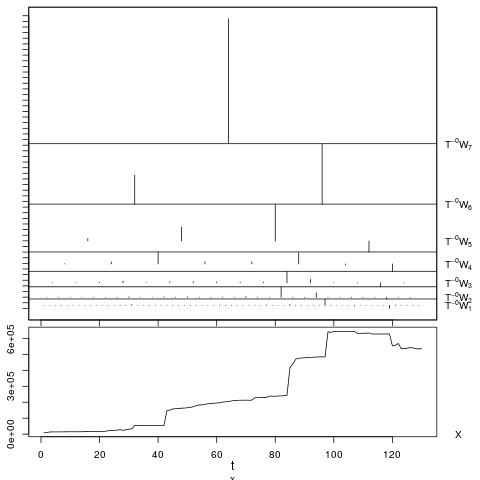 T⁻⁰W₇
T⁻⁰W₆
T⁻⁰W₅
T⁻⁰W₄
T⁻⁰W₃
T⁻⁰W₂
T⁻⁰W₁
6e+05
3e+05
0e+00
X
0 20 40 60 80 100 120
t
x